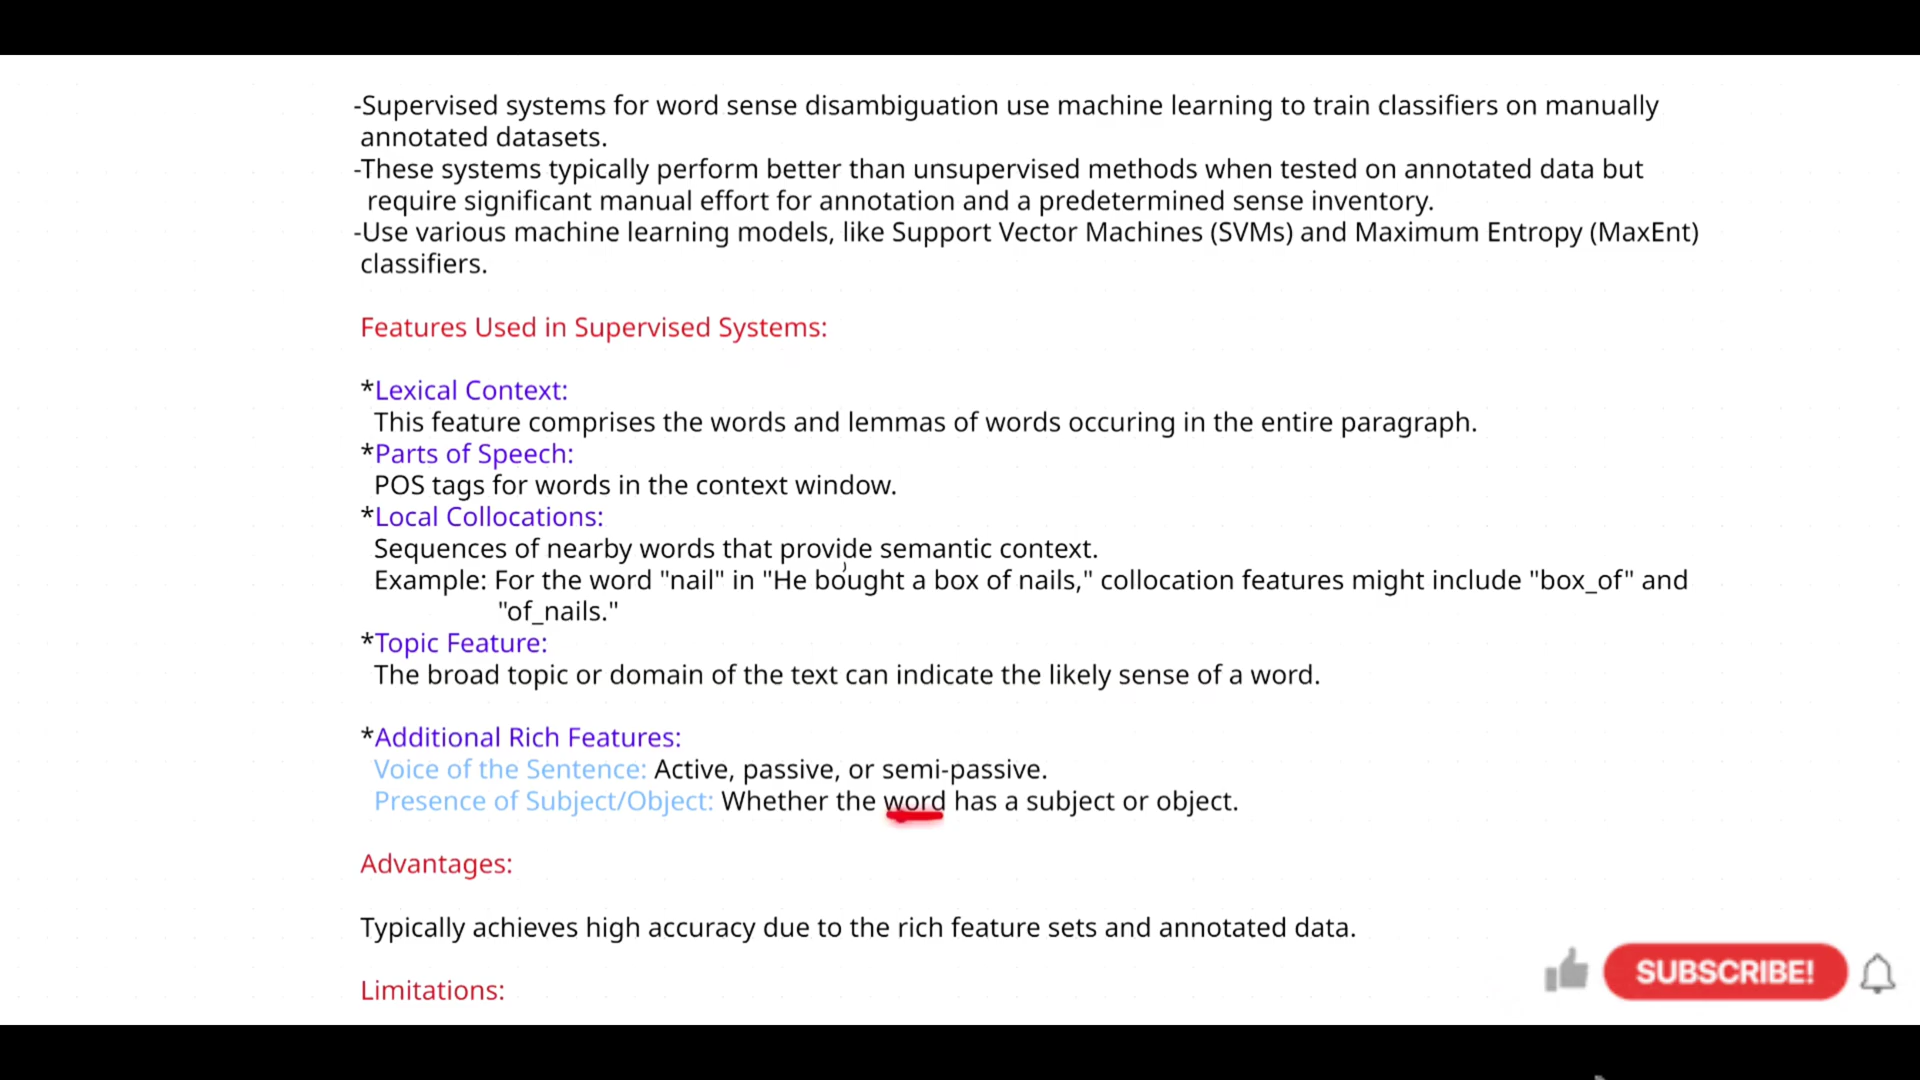 -Supervised systems for word sense disambiguation use machine learning to train classifiers on manually
annotated datasets.
-These systems typically perform better than unsupervised methods when tested on annotated data but
require significant manual effort for annotation and a predetermined sense inventory.
-Use various machine learning models, like Support Vector Machines (SVMs) and Maximum Entropy (MaxEnt)
classifiers.
Features Used in Supervised Systems:
*Lexical Context:
This feature comprises the words and lemmas of words occuring in the entire paragraph.
*Parts of Speech:
POS tags for words in the context window.
*Local Collocations:
Sequences of nearby words that provide semantic context.
Example: For the word "nail" in "He bought a box of nails," collocation features might include "box_of" and
"of_nails."
*Topic Feature:
The broad topic or domain of the text can indicate the likely sense of a word.
*Additional Rich Features:
Voice of the Sentence: Active, passive, or semi-passive.
Presence of Subject/Object: Whether the word has a subject or object.
Advantages:
Typically achieves high accuracy due to the rich feature sets and annotated data.
Limitations:
SUBSCRIBE!